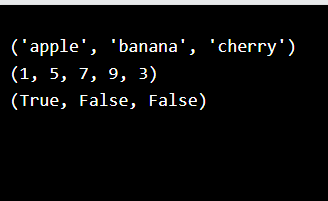 ('apple', 'banana', 'cherry')
(1, 5, 7, 9, 3)
(True, False, False)